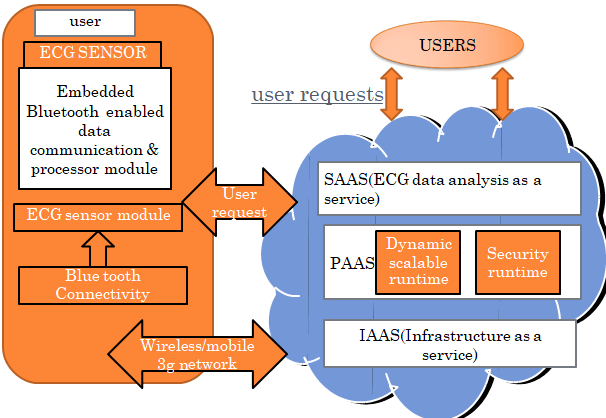 user
ECG SENSOR
Embedded
Bluetooth enabled
data
communication &
processor module
ECG sensor module
Blue tooth
Connectivity
User
request
Wireless/mobile
3g network
USERS
user requests
SAAS(ECG data analysis as a
service)
PAAS
Dynamic
scalable
runtime
Security
runtime
IAAS(Infrastructure as a
service)